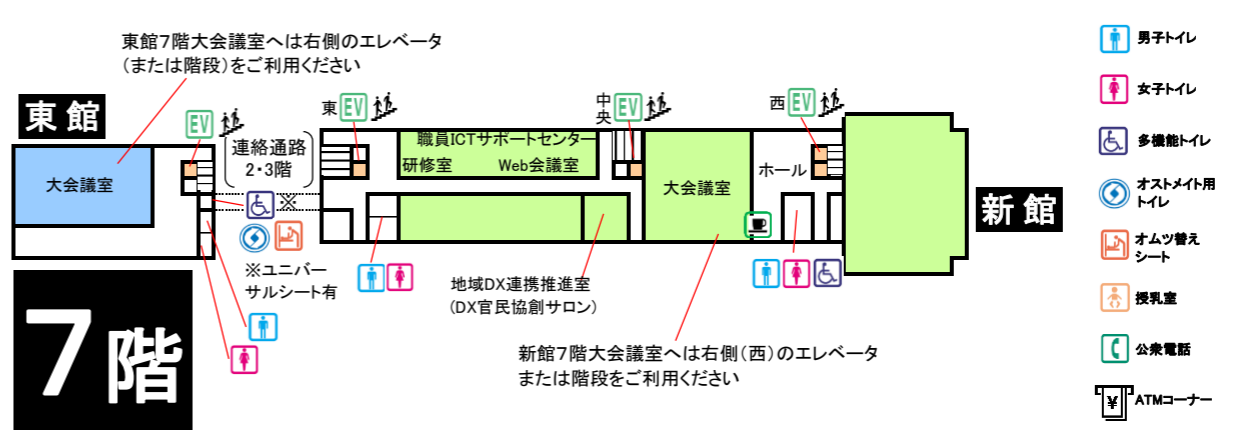 東館７階大会議室へは右側のエレベータ
（または階段）をご利用ください
東館
EV
連絡通路
2・3階
大会議室
※
※ユニバー
サルシート有
7階
東
EV
職員ICTサポートセンター
研修室
Web会議室
中央
EV
大会議室
西
EV
ホール
新館
地域DX連携推進室
（DX官民協創サロン）
新館７階大会議室へは右側（西）のエレベータ
または階段をご利用ください
男子トイレ
女子トイレ
多機能トイレ
オストメイト用
トイレ
オムツ替え
シート
授乳室
公衆電話
¥
ATMコーナー